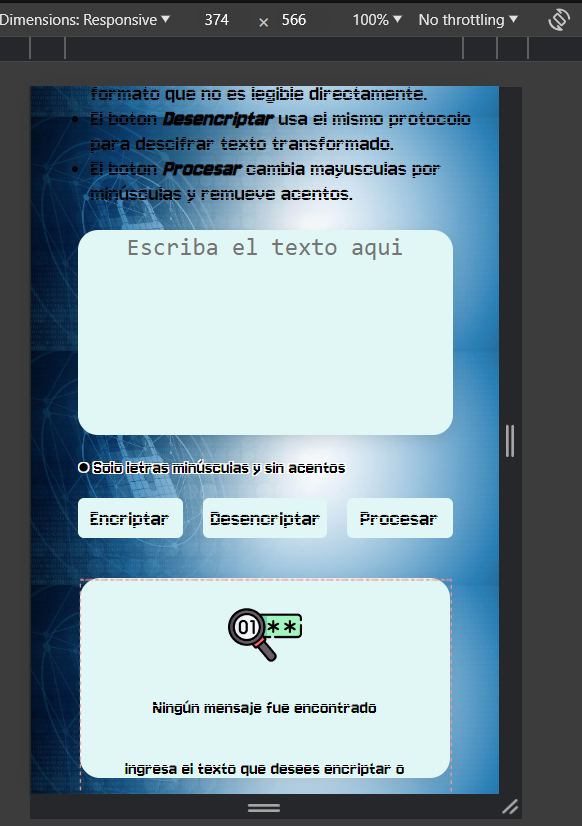 Dimensions: Responsive ▼ 374 × 566 100% ▼ No throttling ▼
formato que no es legible directamente.
• El boton Desencriptar usa el mismo protocolo
para descifrar texto transformado.
• El boton Procesar cambia mayusculas por
minúsculas y remueve acentos.
Escriba el texto aqui
● Solo letras minúsculas y sin acentos
Encriptar Desencriptar Procesar
01 **
Ningún mensaje fue encontrado
Ingresa el texto que desees encriptar o